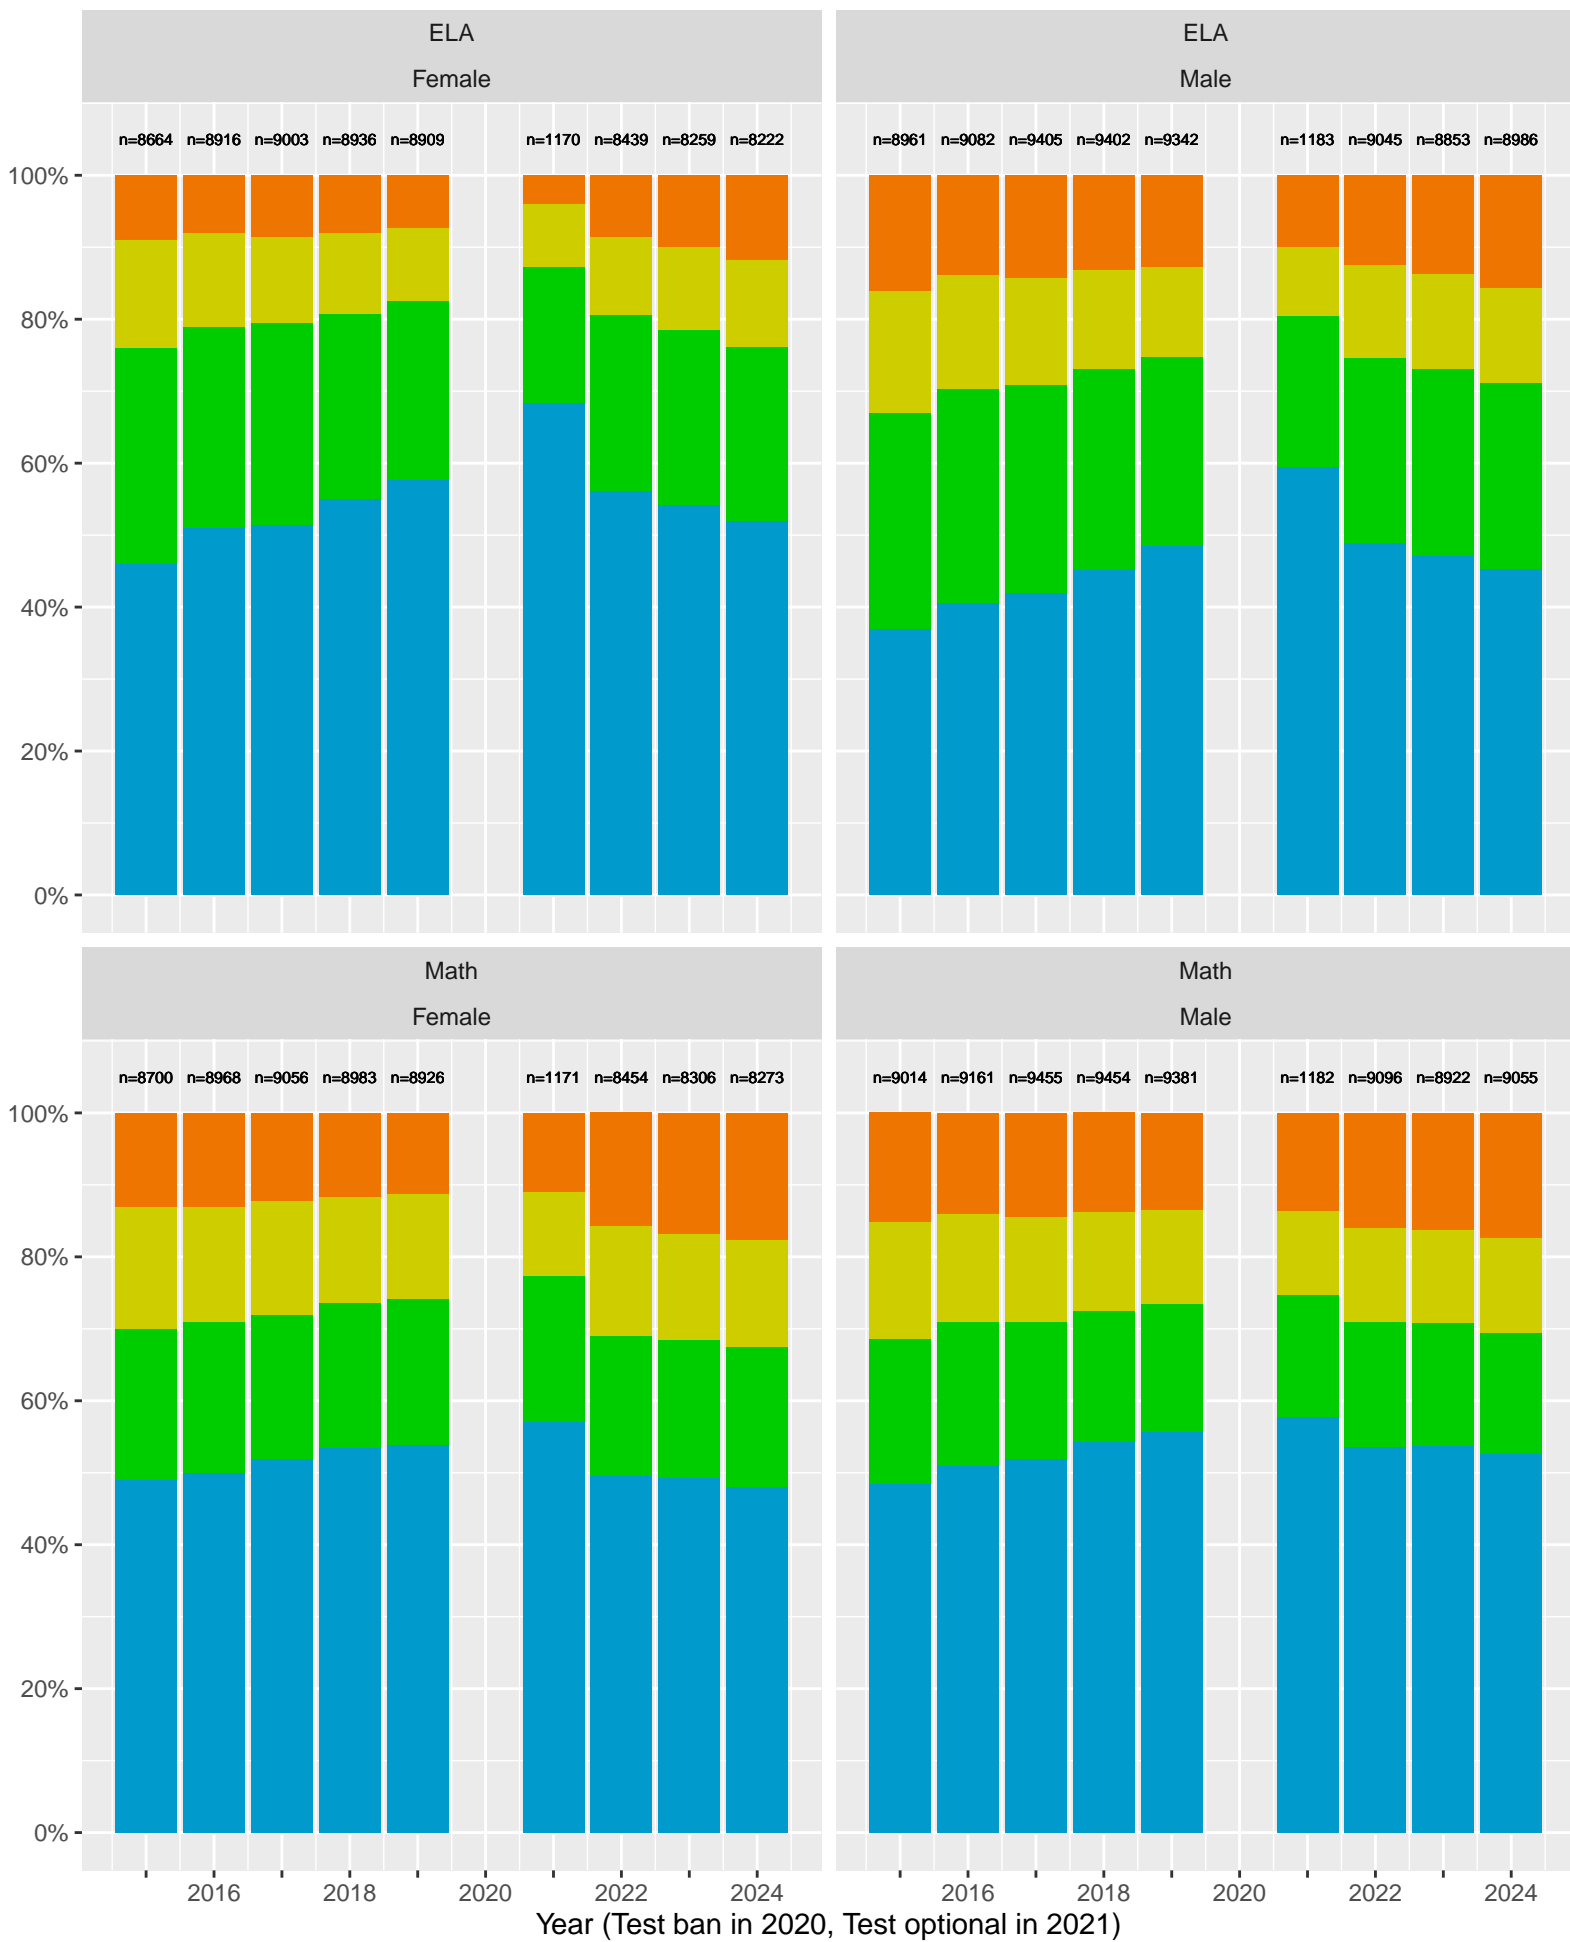 ELA
Female
ELA
Male
n=8664 n=8916 n=9003 n=8936 n=8909 n=1170 n=8439 n=8259 n=8222
n=8961 n=9082 n=9405 n=9402 n=9342 n=1183 n=9045 n=8853 n=8986
100%
80%
60%
40%
20%
0%
Math
Female
Math
Male
n=8700 n=8968 n=9056 n=8983 n=8926 n=1171 n=8454 n=8306 n=8273
n=9014 n=9161 n=9455 n=9454 n=9381 n=1182 n=9096 n=8922 n=9055
100%
80%
60%
40%
20%
0%
2016 2018 2020 2022 2024
2016 2018 2020 2022 2024
Year (Test ban in 2020, Test optional in 2021)